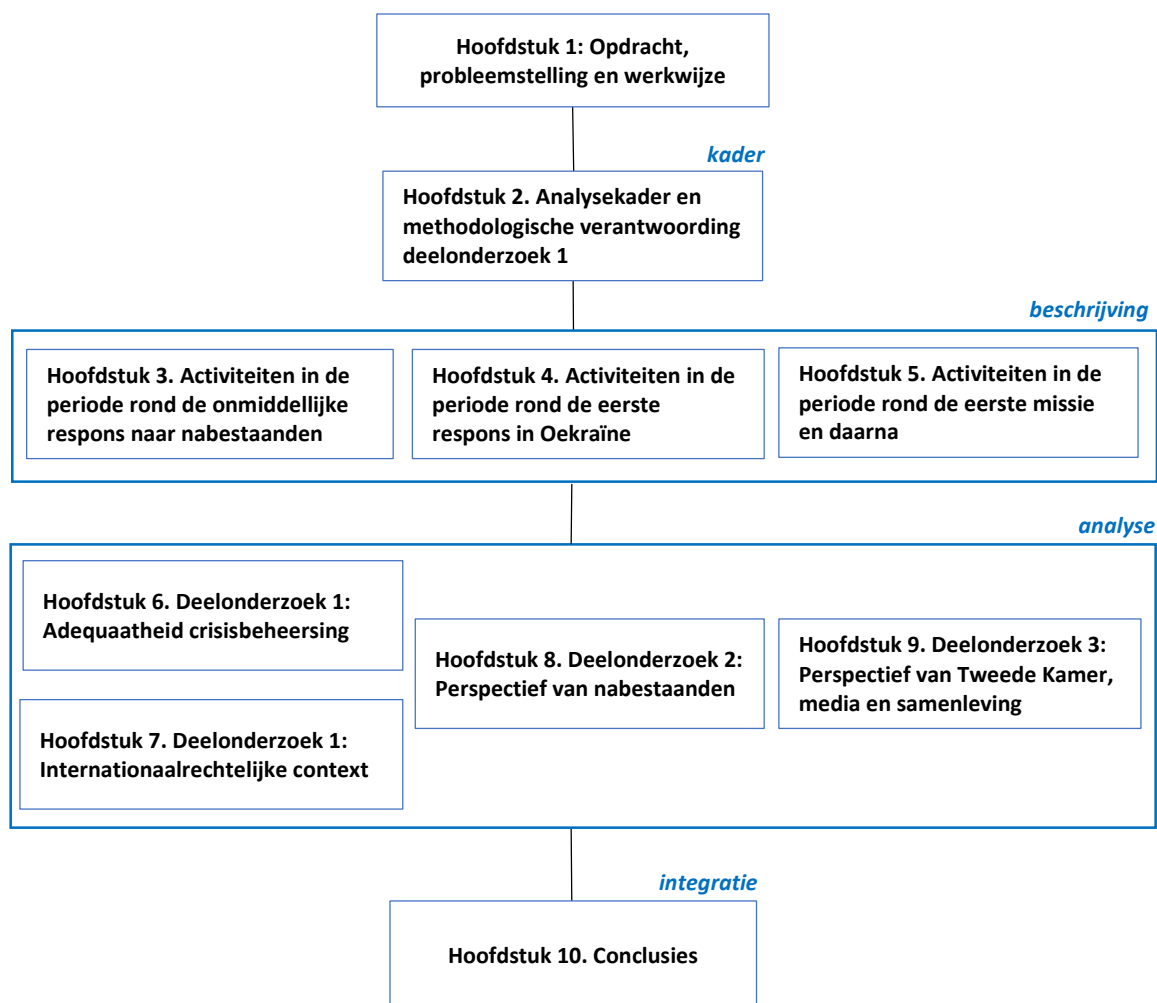 Hoofdstuk 1: Opdracht,
probleemstelling en werkwijze
kader
Hoofdstuk 2. Analysekader en
methodologische verantwoording
deelonderzoek 1
beschrijving
Hoofdstuk 3. Activiteiten in de
periode rond de onmiddellijke
respons naar nabestaanden
Hoofdstuk 4. Activiteiten in de
periode rond de eerste
respons in Oekraïne
Hoofdstuk 5. Activiteiten in de
periode rond de eerste missie
en daarna
analyse
Hoofdstuk 6. Deelonderzoek 1:
Adequaatheid crisisbeheersing
Hoofdstuk 7. Deelonderzoek 1:
Internationaalrechtelijke context
Hoofdstuk 8. Deelonderzoek 2:
Perspectief van nabestaanden
Hoofdstuk 9. Deelonderzoek 3:
Perspectief van Tweede Kamer,
media en samenleving
integratie
Hoofdstuk 10. Conclusies